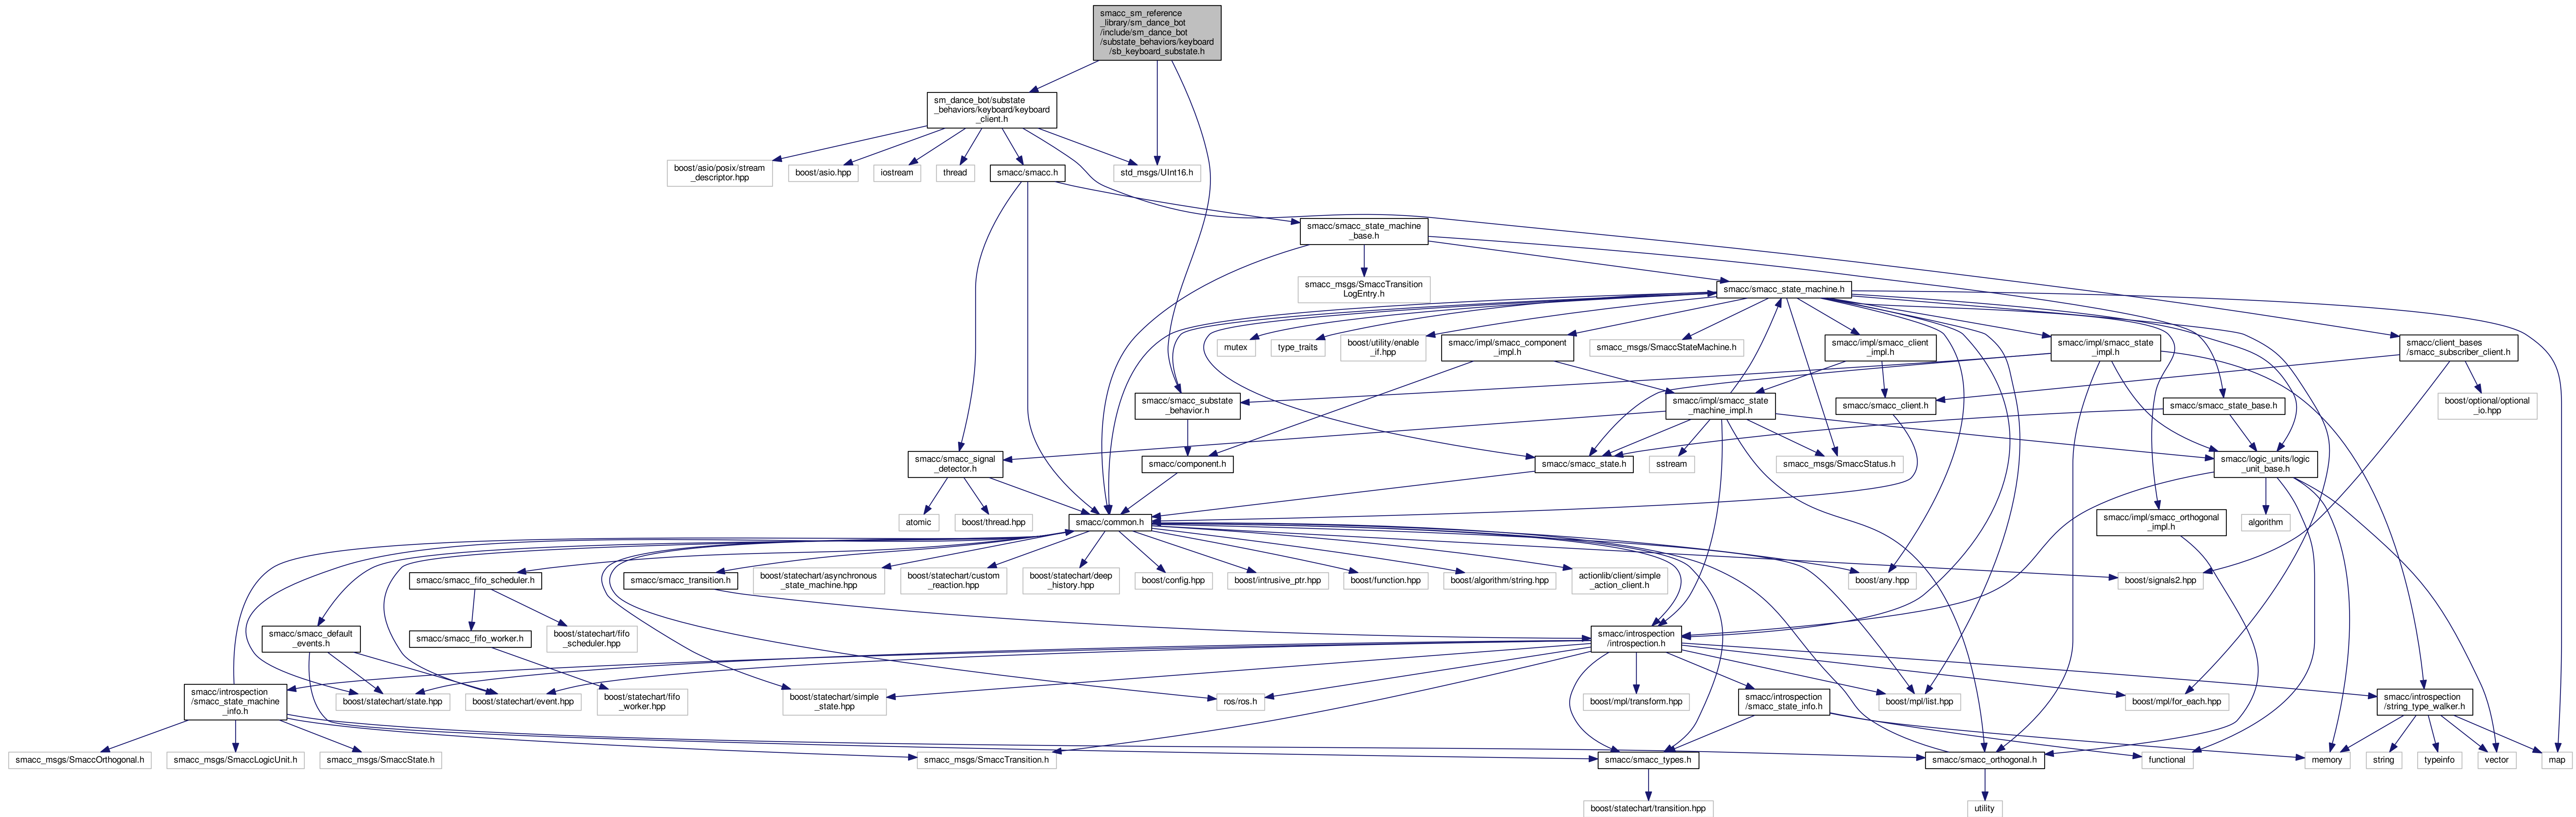 smacc_sm_reference
_library/sm_dance_bot
/include/sm_dance_bot
/substate_behaviors/keyboard
/sb_keyboard_substate.h
sm_dance_bot/substate
_behaviors/keyboard/keyboard
_client.h
boost/asio/posix/stream
_descriptor.hpp
boost/asio.hpp
iostream
thread
smacc/smacc.h
std_msgs/UInt16.h
smacc/smacc_state_machine
_base.h
smacc_msgs/SmaccTransition
LogEntry.h
smacc/smacc_state_machine.h
mutex
type_traits
boost/utility/enable
_if.hpp
smacc/impl/smacc_component
_impl.h
smacc_msgs/SmaccStateMachine.h
smacc/impl/smacc_client
_impl.h
smacc/impl/smacc_state
_impl.h
smacc/client_bases
/smacc_subscriber_client.h
smacc/smacc_substate
_behavior.h
smacc/impl/smacc_state
_machine_impl.h
smacc/smacc_client.h
smacc/smacc_state_base.h
boost/optional/optional
_io.hpp
smacc/smacc_signal
_detector.h
smacc/component.h
smacc/smacc_state.h
sstream
smacc_msgs/SmaccStatus.h
smacc/logic_units/logic
_unit_base.h
atomic
boost/thread.hpp
smacc/common.h
smacc/impl/smacc_orthogonal
_impl.h
algorithm
smacc/smacc_fifo_scheduler.h
smacc/smacc_transition.h
boost/statechart/asynchronous
_state_machine.hpp
boost/statechart/custom
_reaction.hpp
boost/statechart/deep
_history.hpp
boost/config.hpp
boost/intrusive_ptr.hpp
boost/function.hpp
boost/algorithm/string.hpp
actionlib/client/simple
_action_client.h
boost/any.hpp
boost/signals2.hpp
smacc/smacc_default
_events.h
smacc/smacc_fifo_worker.h
boost/statechart/fifo
_scheduler.hpp
smacc/introspection
/introspection.h
smacc/introspection
/smacc_state_machine
_info.h
boost/statechart/state.hpp
boost/statechart/event.hpp
boost/statechart/fifo
_worker.hpp
boost/statechart/simple
_state.hpp
ros/ros.h
boost/mpl/transform.hpp
smacc/introspection
/smacc_state_info.h
boost/mpl/list.hpp
boost/mpl/for_each.hpp
smacc/introspection
/string_type_walker.h
smacc_msgs/SmaccOrthogonal.h
smacc_msgs/SmaccLogicUnit.h
smacc_msgs/SmaccState.h
smacc_msgs/SmaccTransition.h
smacc/smacc_types.h
smacc/smacc_orthogonal.h
functional
memory
string
typeinfo
vector
map
boost/statechart/transition.hpp
utility